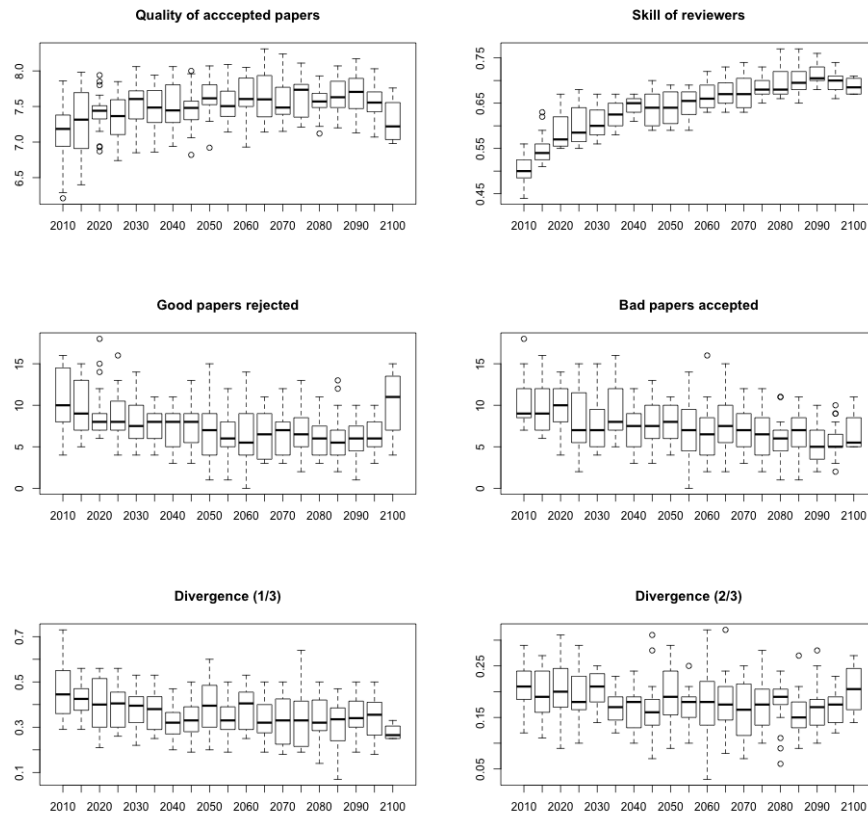 Quality of acccepted papers
8.0
7.5
7.0
6.5
2010 2020 2030 2040 2050 2060 2070 2080 2090 2100
Skill of reviewers
0.75
0.65
0.55
0.45
2010 2020 2030 2040 2050 2060 2070 2080 2090 2100
Good papers rejected
15
10
5
0
2010 2020 2030 2040 2050 2060 2070 2080 2090 2100
Bad papers accepted
15
10
5
0
2010 2020 2030 2040 2050 2060 2070 2080 2090 2100
Divergence (1/3)
0.7
0.5
0.3
0.1
2010 2020 2030 2040 2050 2060 2070 2080 2090 2100
Divergence (2/3)
0.25
0.15
0.05
2010 2020 2030 2040 2050 2060 2070 2080 2090 2100